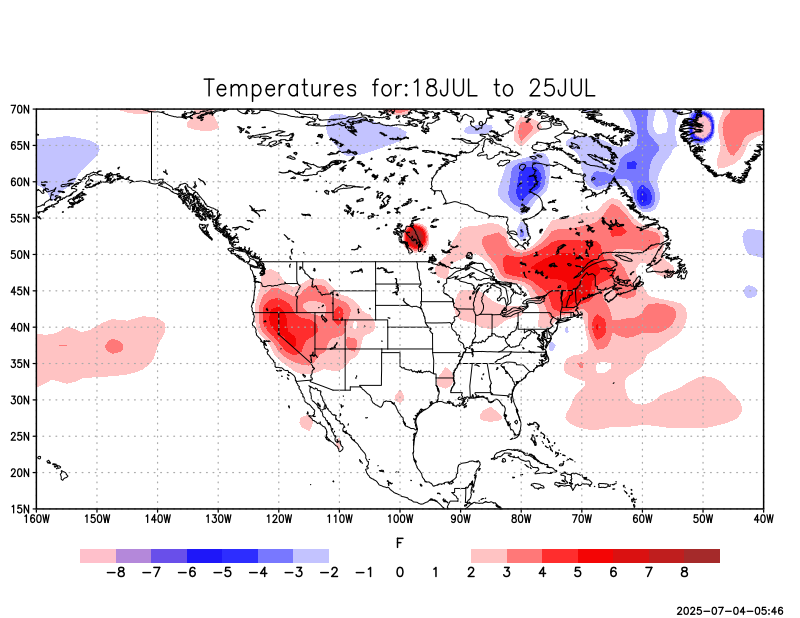 Temperatures for:18JUL to 25JUL
70N
65N
60N
55N
50N
45N
40N
35N
30N
25N
20N
15N
160W 150W 140W 130W 120W 110W 100W 90W 80W 70W 60W 50W 40W
F
−8 −7 −6 −5 −4 −3 −2 −1 0 1 2 3 4 5 6 7 8
2025-07-04-05:46